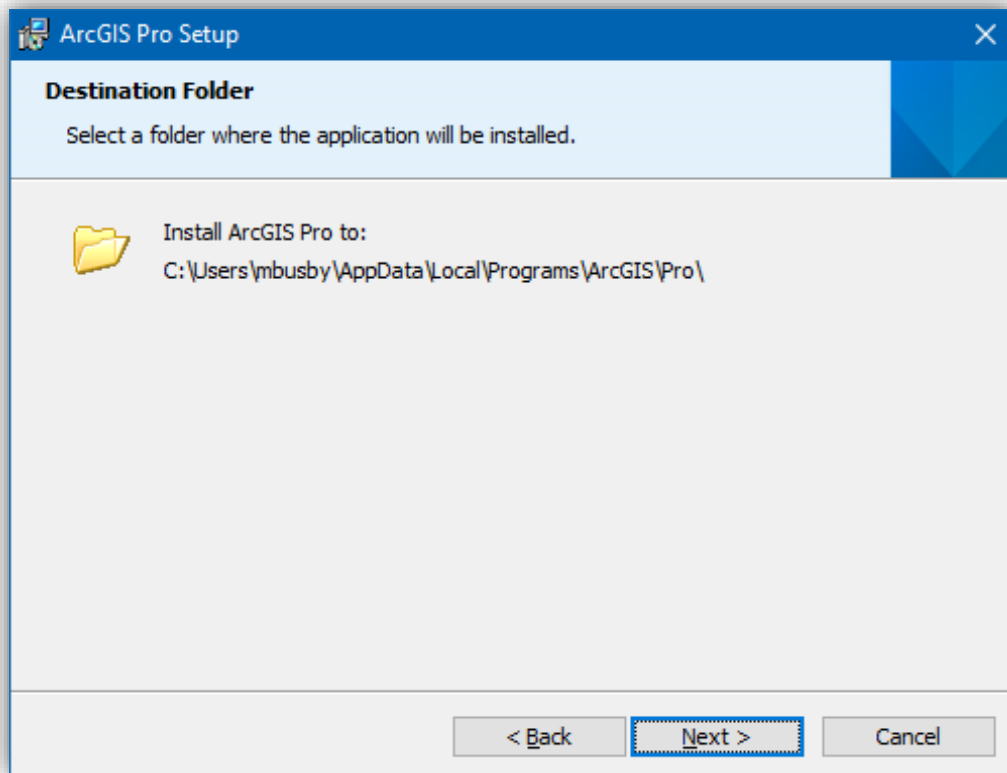 ArcGIS Pro Setup
Destination Folder
Select a folder where the application will be installed.
Install ArcGIS Pro to:
C:\Users\mbusby\AppData\Local\Programs\ArcGIS\Pro\
< Back Next > Cancel